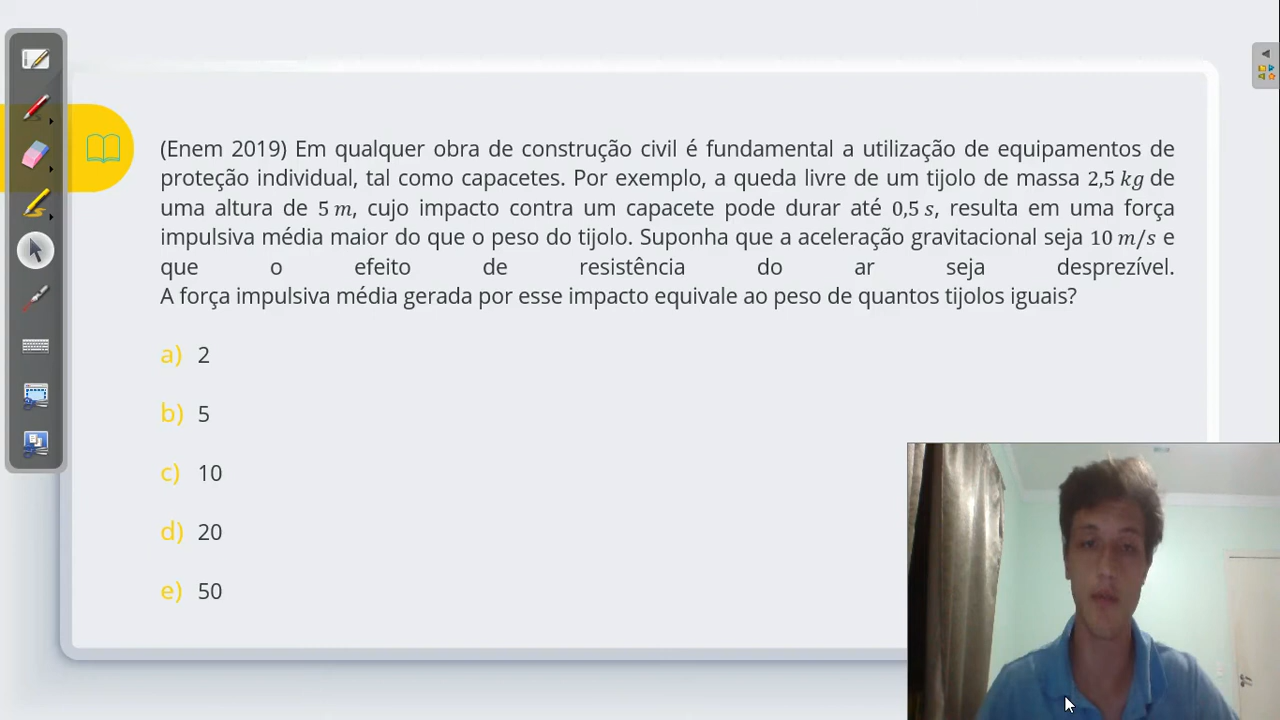 (Enem 2019) Em qualquer obra de construção civil é fundamental a utilização de equipamentos de
proteção individual, tal como capacetes. Por exemplo, a queda livre de um tijolo de massa 2,5 kg de
uma altura de 5 m, cujo impacto contra um capacete pode durar até 0,5 s, resulta em uma força
impulsiva média maior do que o peso do tijolo. Suponha que a aceleração gravitacional seja 10 m/s e
que o efeito de resistência do ar seja desprezível.
A força impulsiva média gerada por esse impacto equivale ao peso de quantos tijolos iguais?
a) 2
b) 5
c) 10
d) 20
e) 50